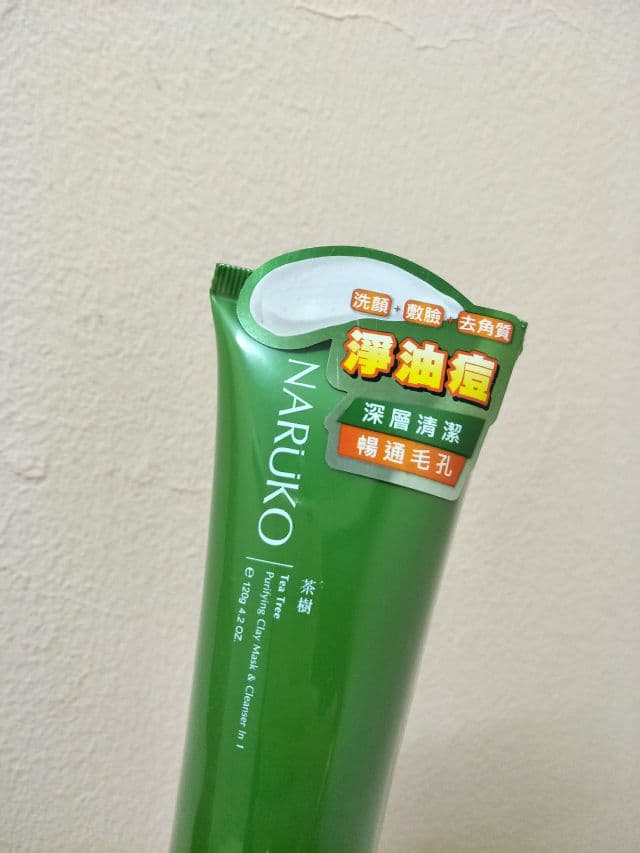 洗顏+敷臉+去角質
淨油痘
深層清潔
暢通毛孔
NARÜKO
茶樹
Tea Tree
Purifying Clay Mask & Cleanser In 1
℮ 120g 4.2 OZ.